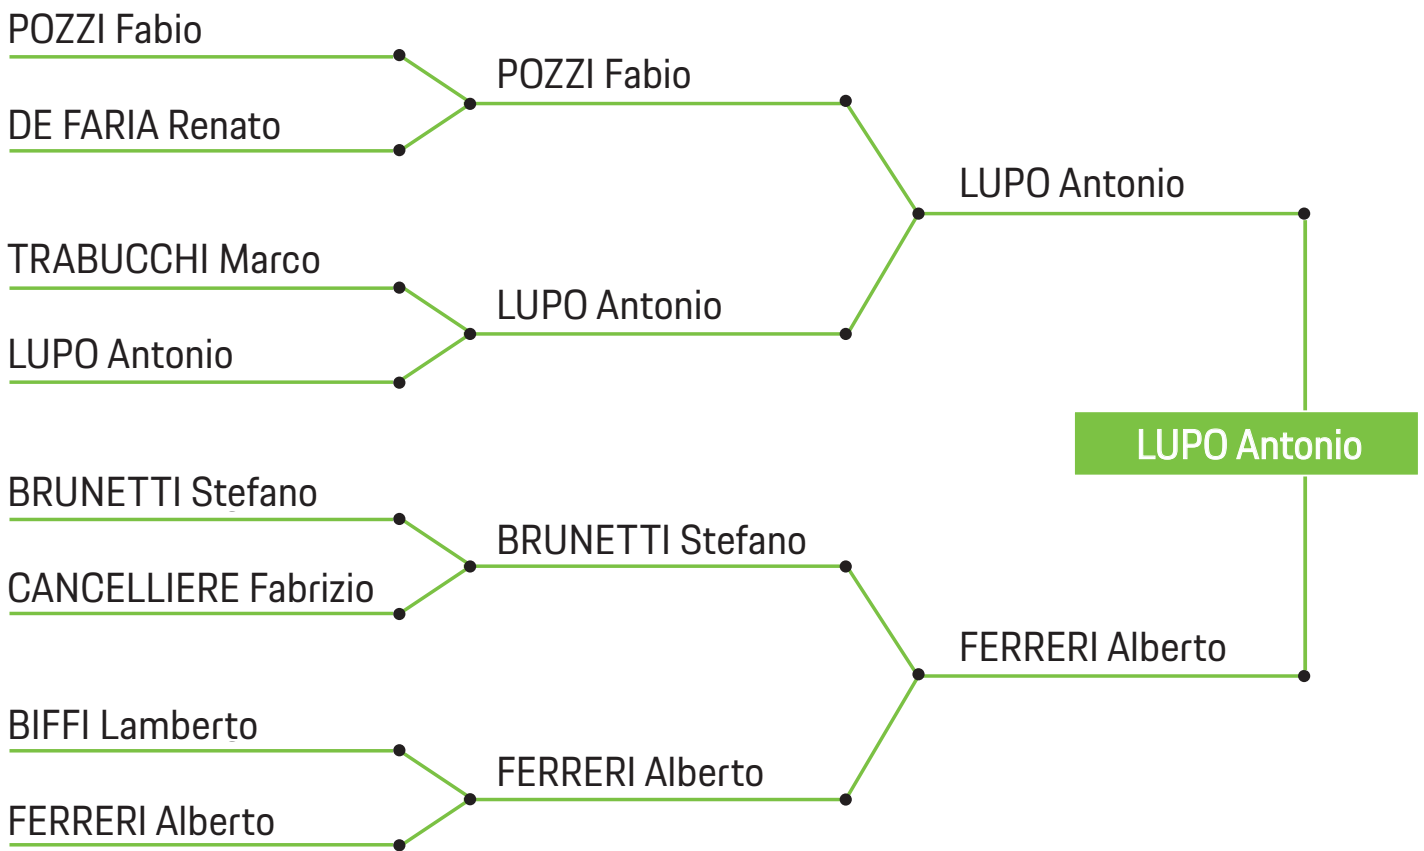 POZZI Fabio
DE FARIA Renato
TRABUCCHI Marco
LUPO Antonio
BRUNETTI Stefano
CANCELLIERE Fabrizio
BIFFI Lamberto
FERRERI Alberto
POZZI Fabio
LUPO Antonio
BRUNETTI Stefano
FERRERI Alberto
LUPO Antonio
FERRERI Alberto
LUPO Antonio